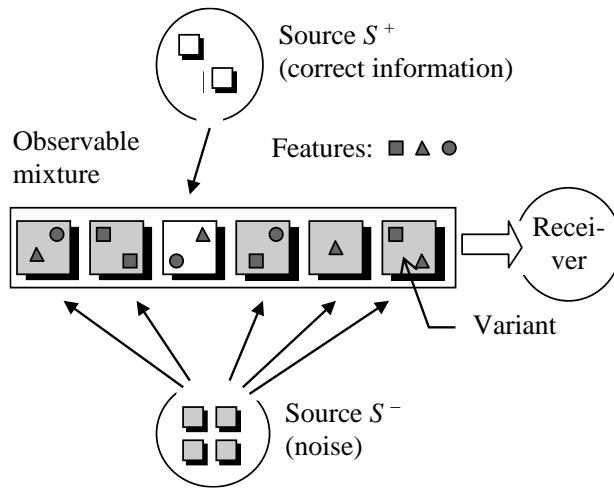 Source S⁺
(correct information)
Observable
mixture
Features:
Recei-
ver
Variant
Source S⁻
(noise)